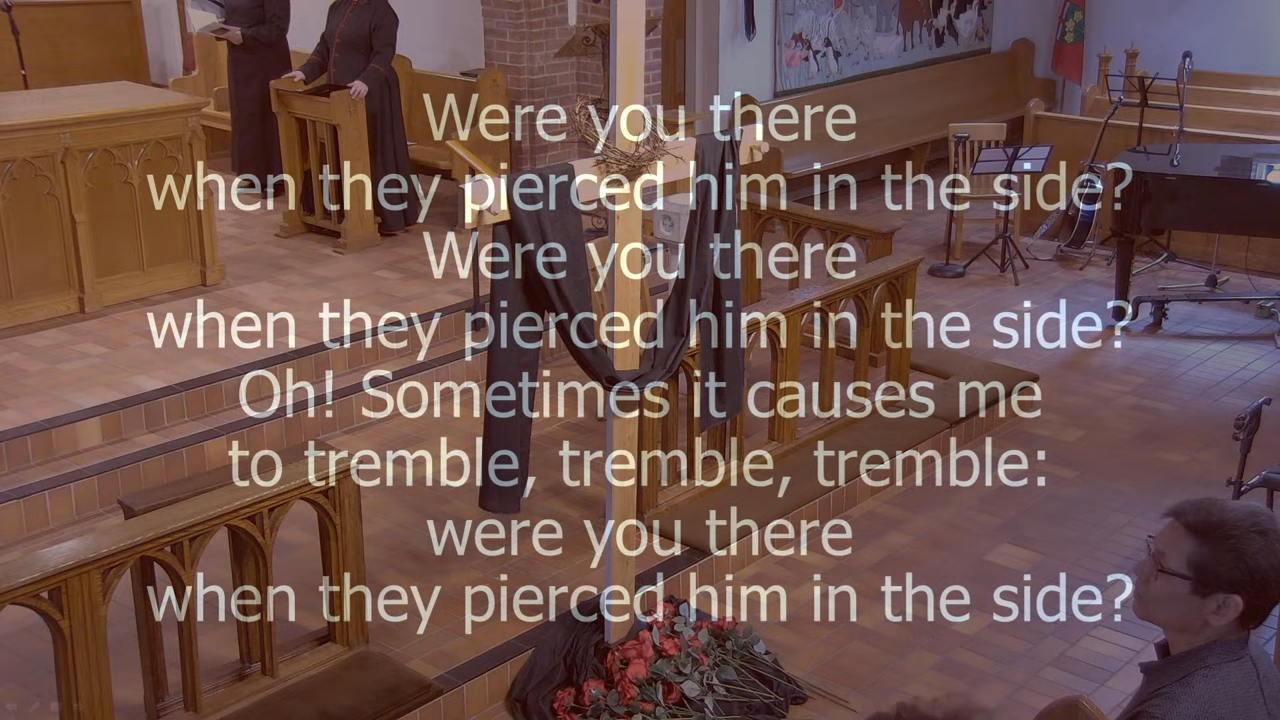 Were you there
when they pierced him in the side?
Were you there
when they pierced him in the side?
Oh! Sometimes it causes me
to tremble, tremble, tremble:
were you there
when they pierced him in the side?